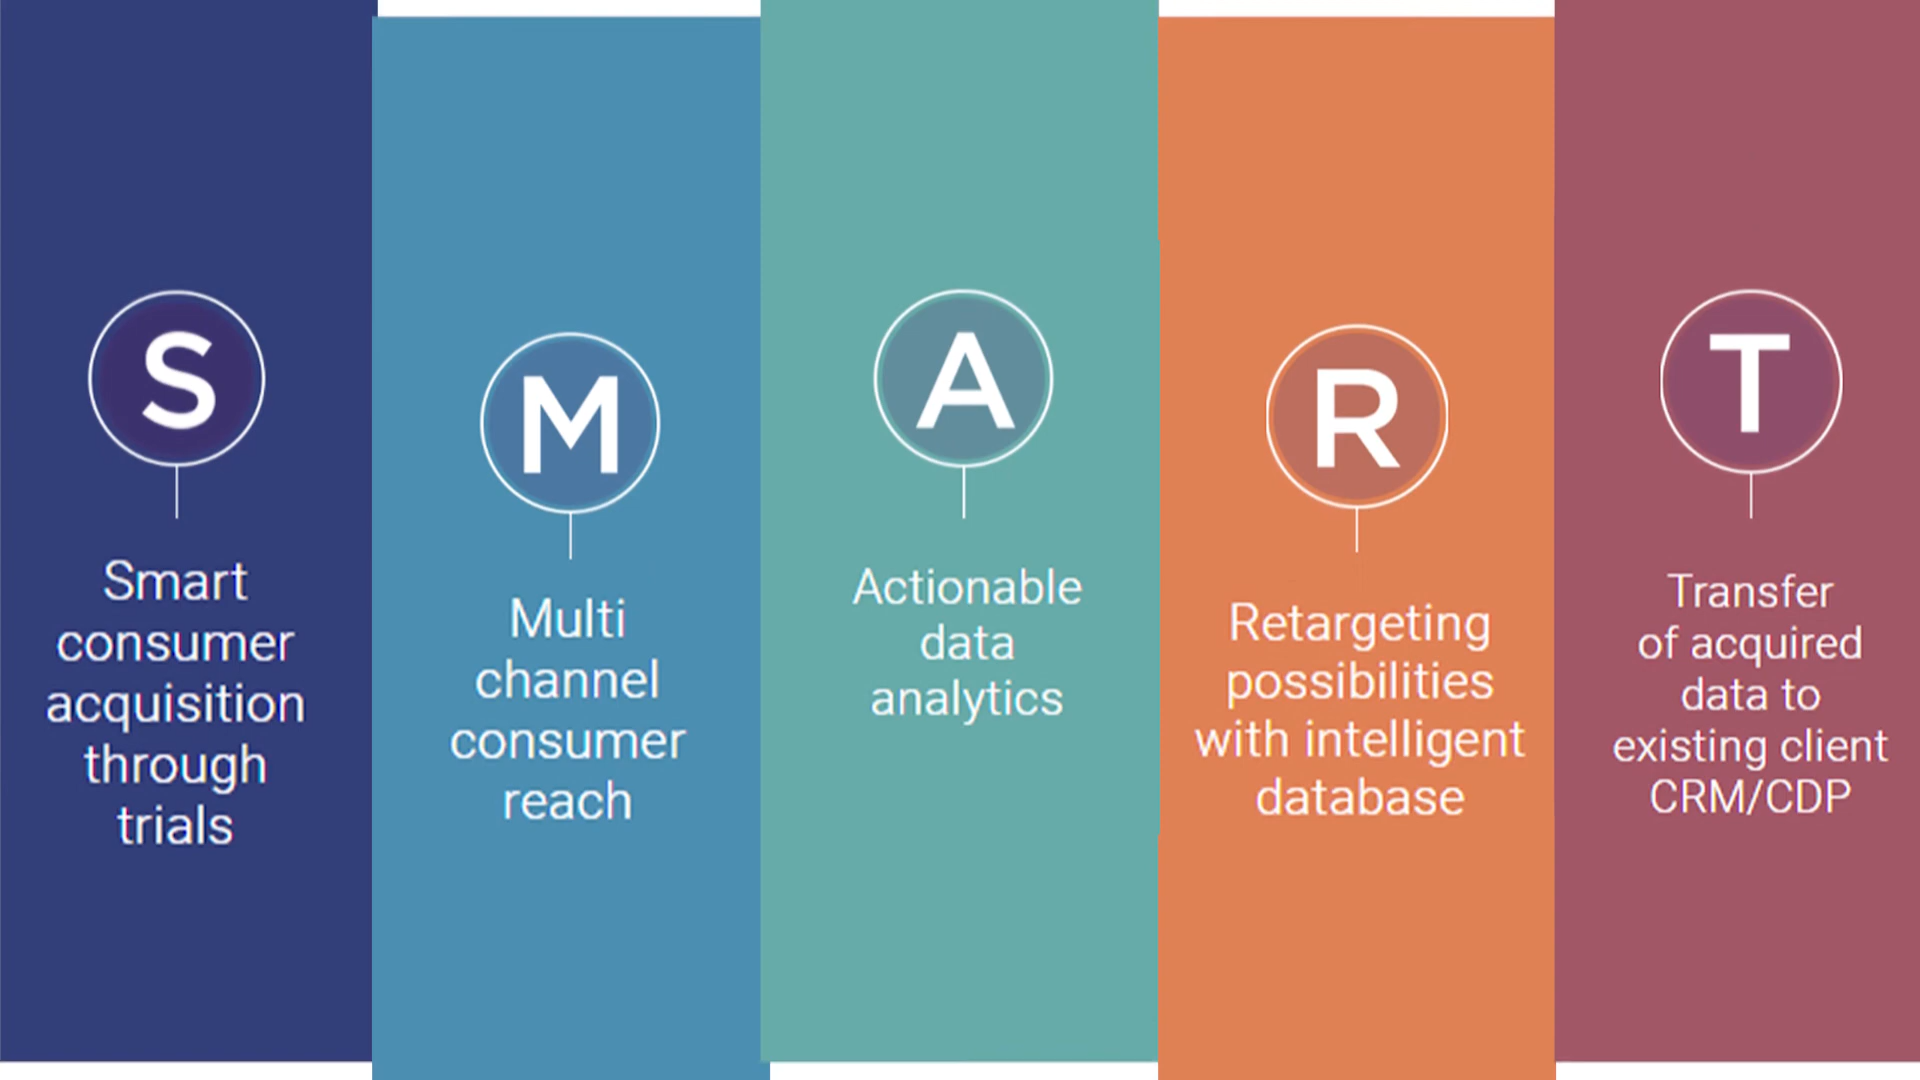 S
Smart
consumer
acquisition
through
trials
M
Multi
channel
consumer
reach
A
Actionable
data
analytics
R
Retargeting
possibilities
with intelligent
database
T
Transfer
of acquired
data to
existing client
CRM/CDP